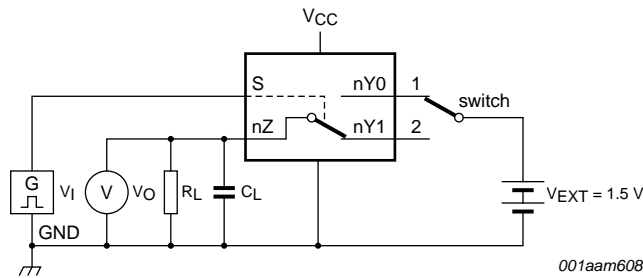 VCC
S nY0 1
switch
nZ nY1 2
G VI V VO RL CL VEXT = 1.5 V
GND
001aam608